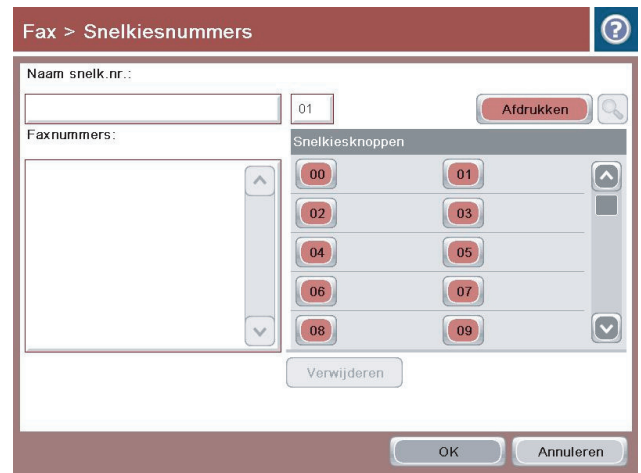 Fax > Snelkiesnummers
Naam snelk.nr.:
01
Afdrukken
Faxnummers:
Snelkiesknoppen
00 01
02 03
04 05
06 07
08 09
Verwijderen
OK Annuleren